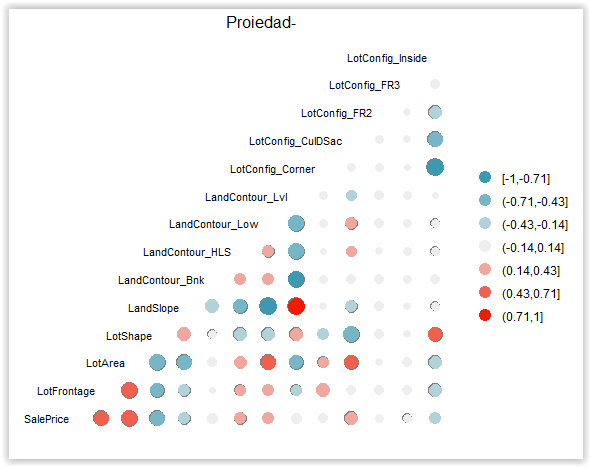 Proiedad-
LotConfig_Inside
LotConfig_FR3
LotConfig_FR2
LotConfig_CulDSac
LotConfig_Corner
LandContour_Lvl
LandContour_Low
LandContour_HLS
LandContour_Bnk
LandSlope
LotShape
LotArea
LotFrontage
SalePrice
[-1,-0.71]
(-0.71,-0.43]
(-0.43,-0.14]
(-0.14,0.14]
(0.14,0.43]
(0.43,0.71]
(0.71,1]